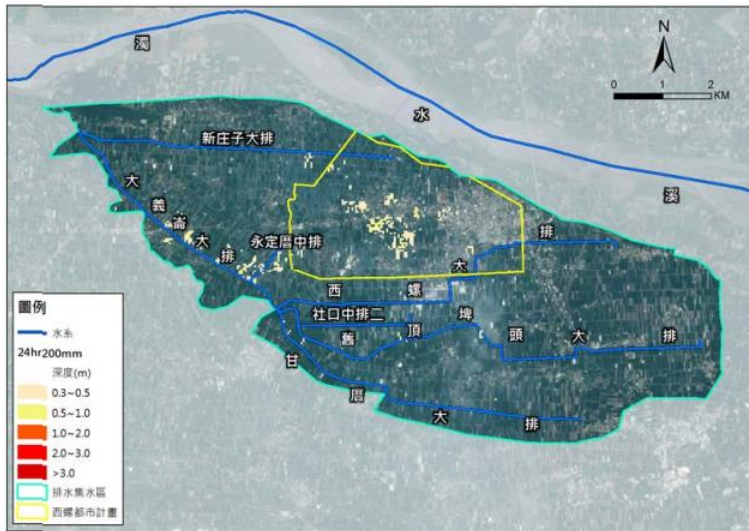 濁
水
溪
N
0 1 2
KM
新庄子大排
大義崙大排
永定厝中排
西螺大排
社口中排二
舊頂埤頭大排
甘厝大排
圖例
水系
24hr200mm
深度(m)
0.3~0.5
0.5~1.0
1.0~2.0
2.0~3.0
>3.0
排水集水區
西螺都市計畫